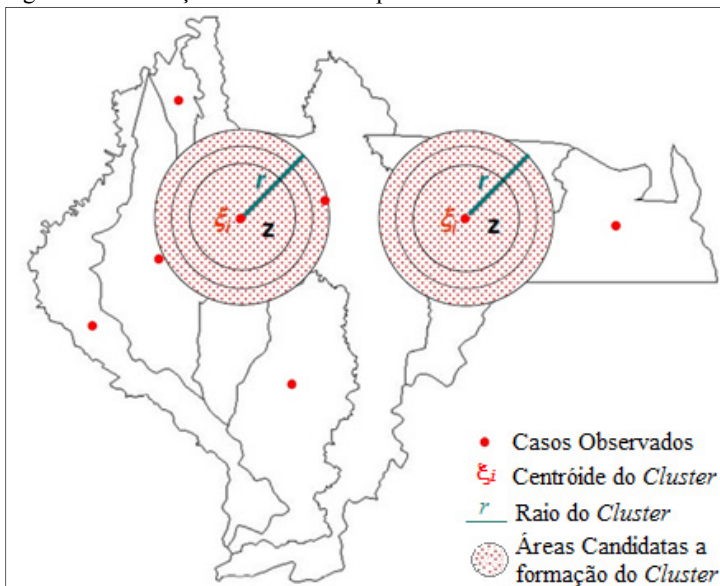 r
r
ξi
z
ξi
z
Casos Observados
ξi Centróide do Cluster
r Raio do Cluster
Áreas Candidatas a
formação do Cluster